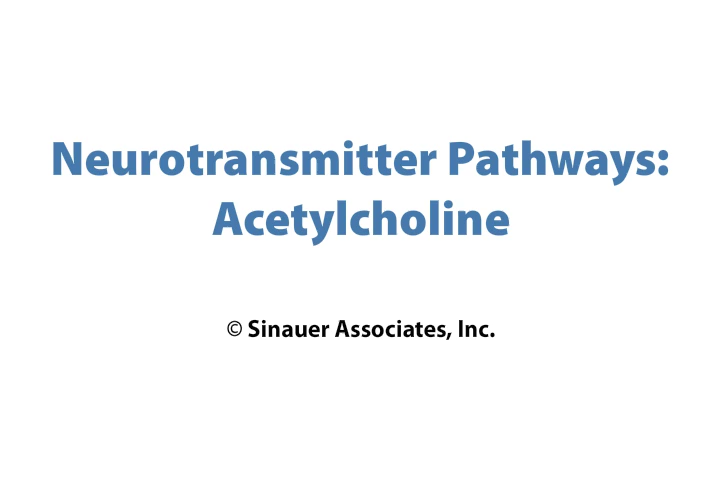 Neurotransmitter Pathways:
Acetylcholine
© Sinauer Associates, Inc.